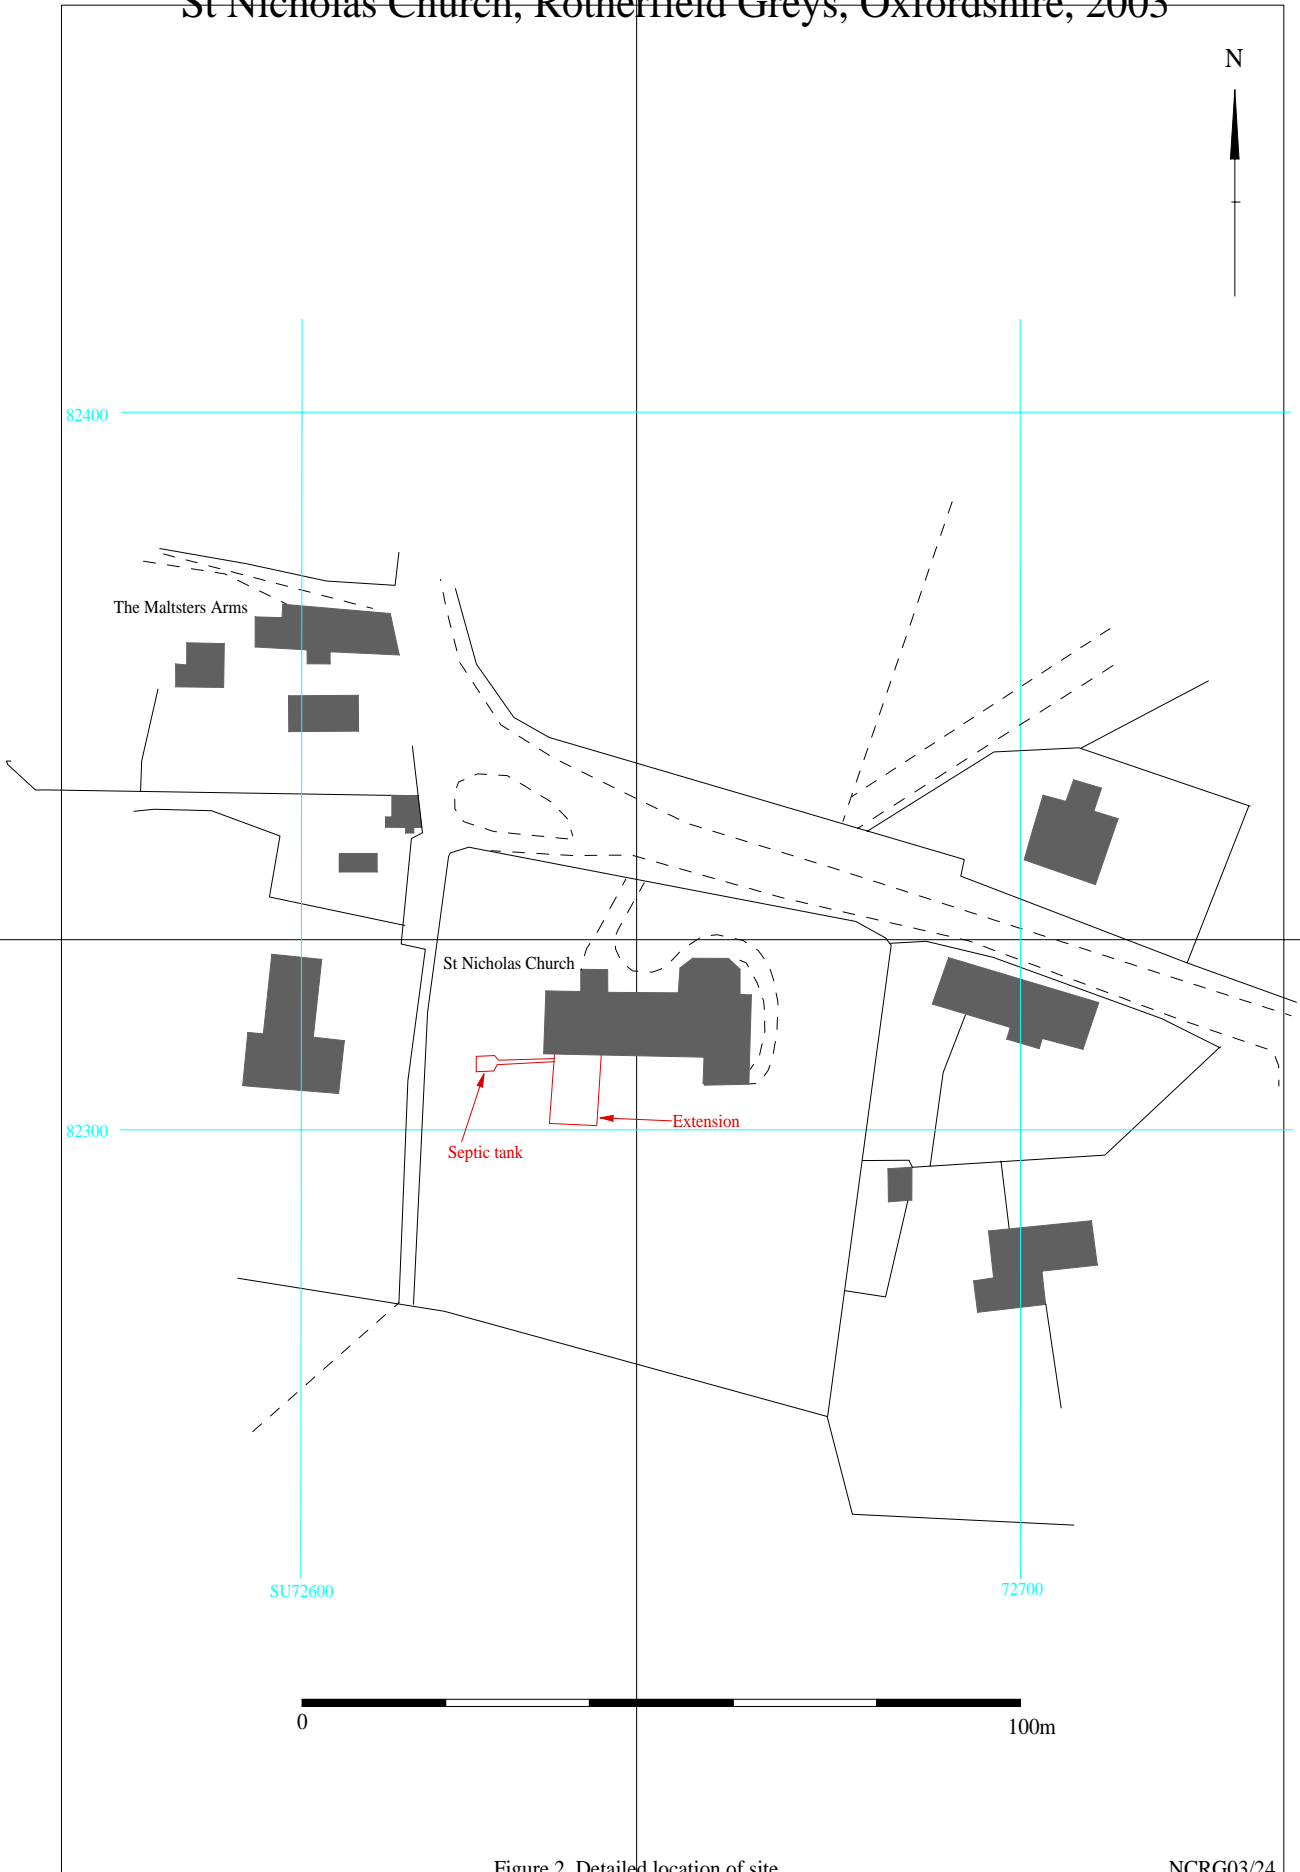 St Nicholas Church, Rotherfield Greys, Oxfordshire, 2003
N
82400
The Maltsters Arms
St Nicholas Church
82300
Extension
Septic tank
SU72600
72700
0
100m
Figure 2. Detailed location of site
NCRG03/24